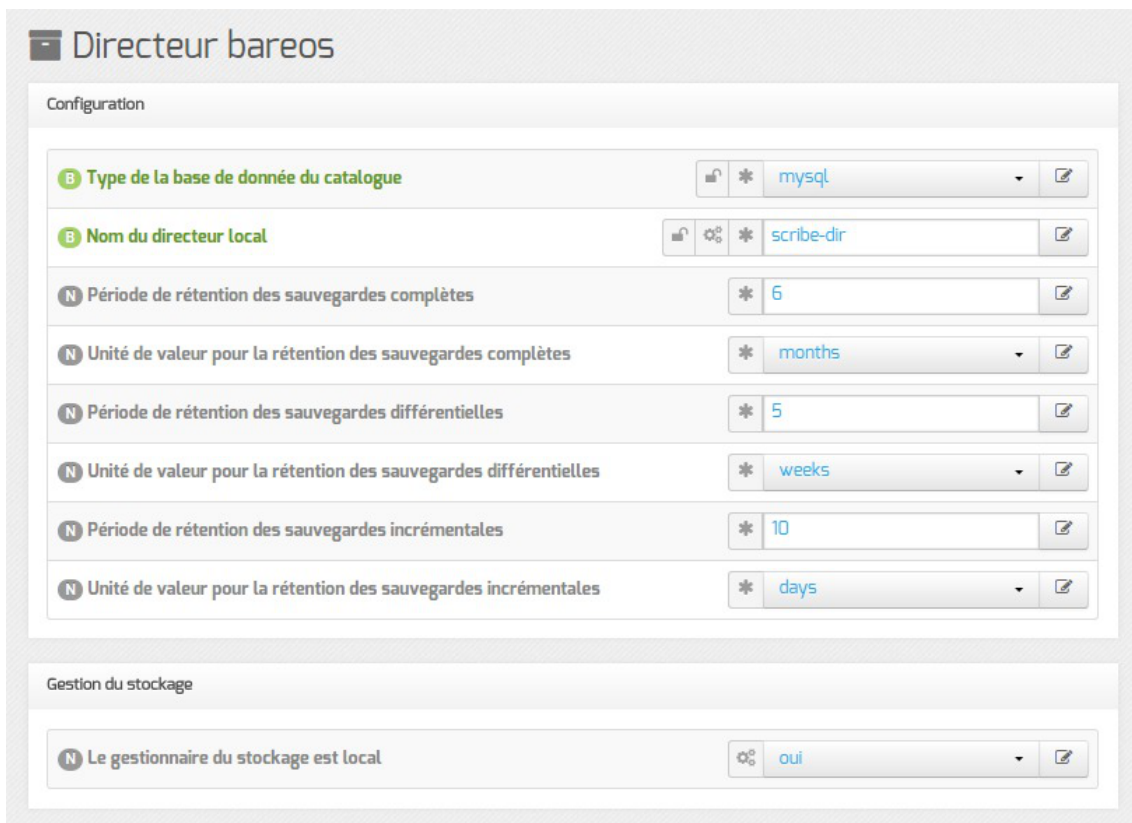 Directeur bareos
Configuration
B Type de la base de donnée du catalogue mysql
B Nom du directeur local scribe-dir
N Période de rétention des sauvegardes complètes 6
N Unité de valeur pour la rétention des sauvegardes complètes months
N Période de rétention des sauvegardes différentielles 5
N Unité de valeur pour la rétention des sauvegardes différentielles weeks
N Période de rétention des sauvegardes incrémentales 10
N Unité de valeur pour la rétention des sauvegardes incrémentales days
Gestion du stockage
N Le gestionnaire du stockage est local oui